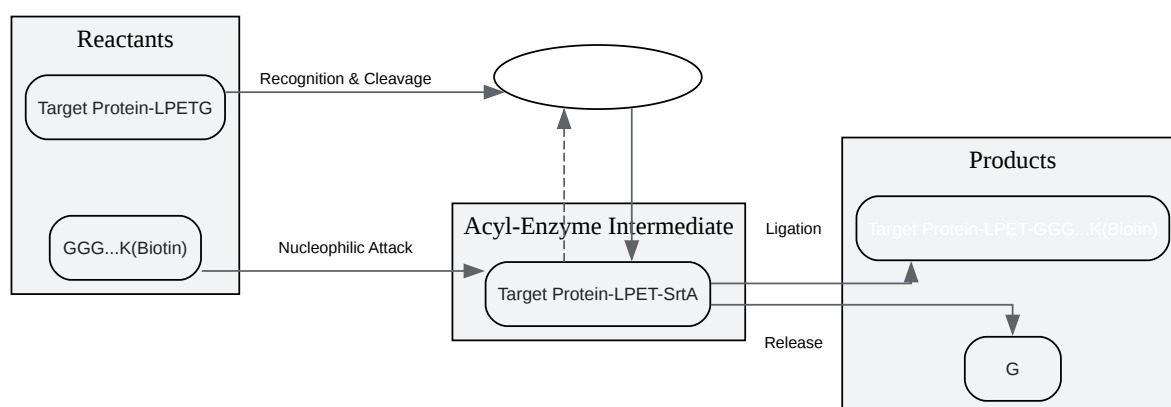 Reactants
Target Protein-LPETG
GGG...K(Biotin)
Recognition & Cleavage
Nucleophilic Attack
Acyl-Enzyme Intermediate
Target Protein-LPET-SrtA
Ligation
Release
Products
Target Protein-LPET-GGG...K(Biotin)
G